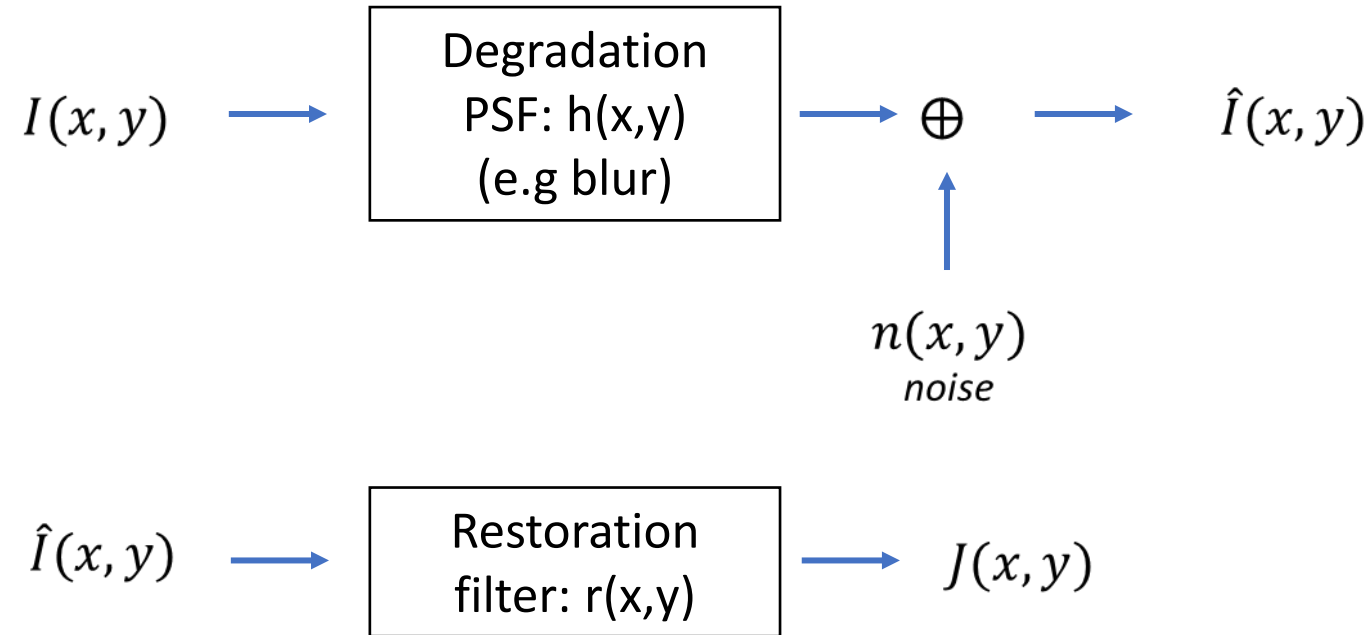 Degradation
PSF: h(x,y)
(e.g blur)
I(x, y)
⊕
Î(x, y)
n(x, y)
noise
Restoration
filter: r(x,y)
Î(x, y)
J(x, y)